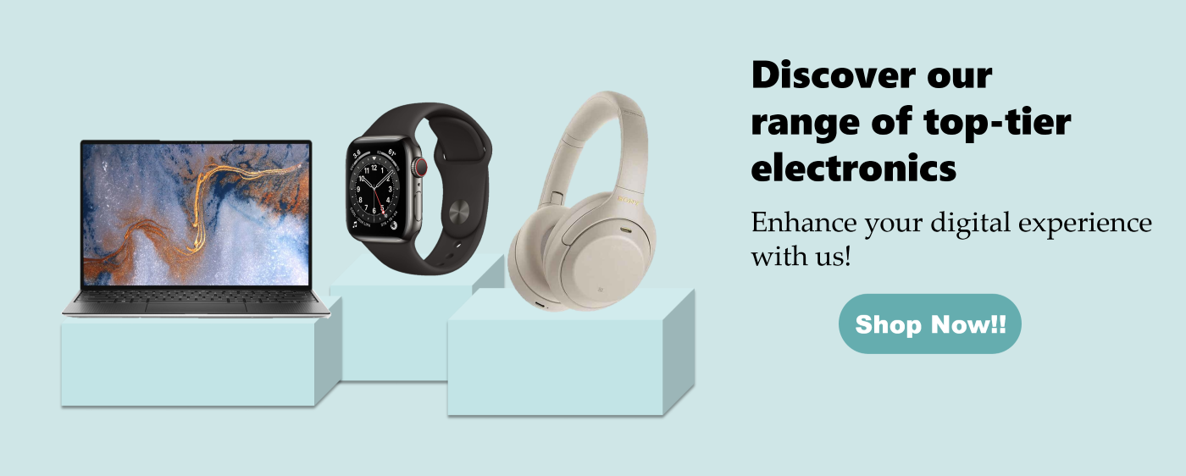 Discover our
range of top-tier
electronics
Enhance your digital experience
with us!
Shop Now!!